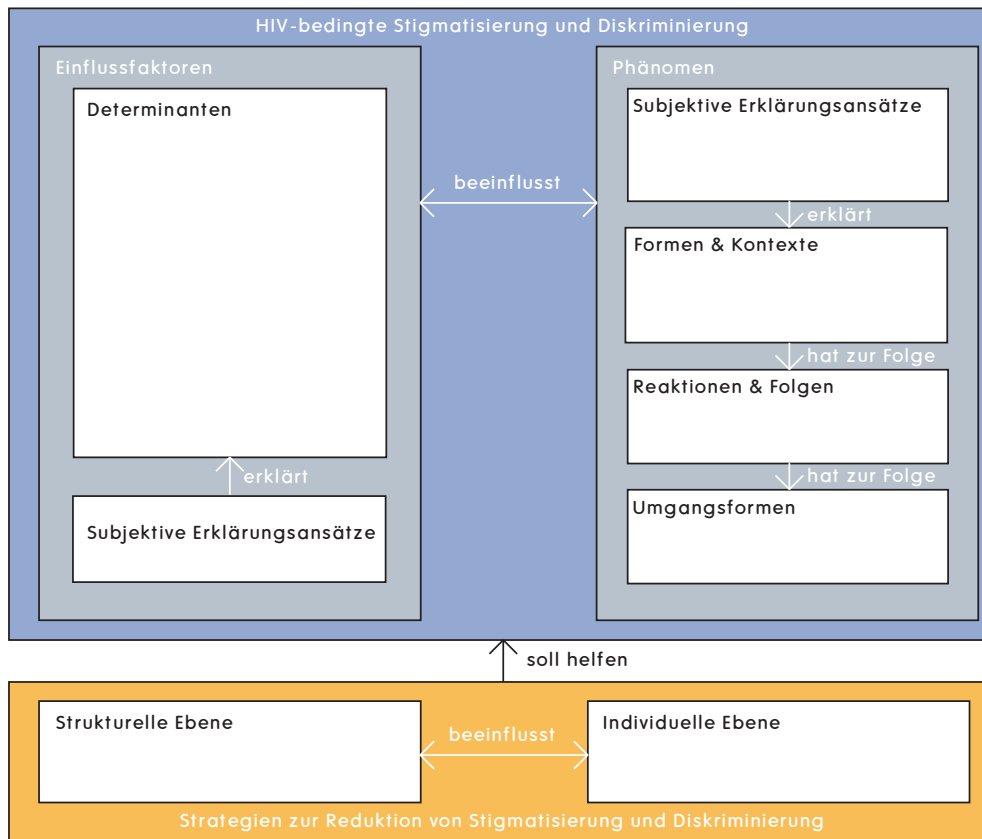 HIV-bedingte Stigmatisierung und Diskriminierung
Einflussfaktoren
Determinanten
erklärt
Subjektive Erklärungsansätze
beeinflusst
Phänomen
Subjektive Erklärungsansätze
erklärt
Formen & Kontexte
hat zur Folge
Reaktionen & Folgen
hat zur Folge
Umgangsformen
soll helfen
Strukturelle Ebene
beeinflusst
Individuelle Ebene
Strategien zur Reduktion von Stigmatisierung und Diskriminierung